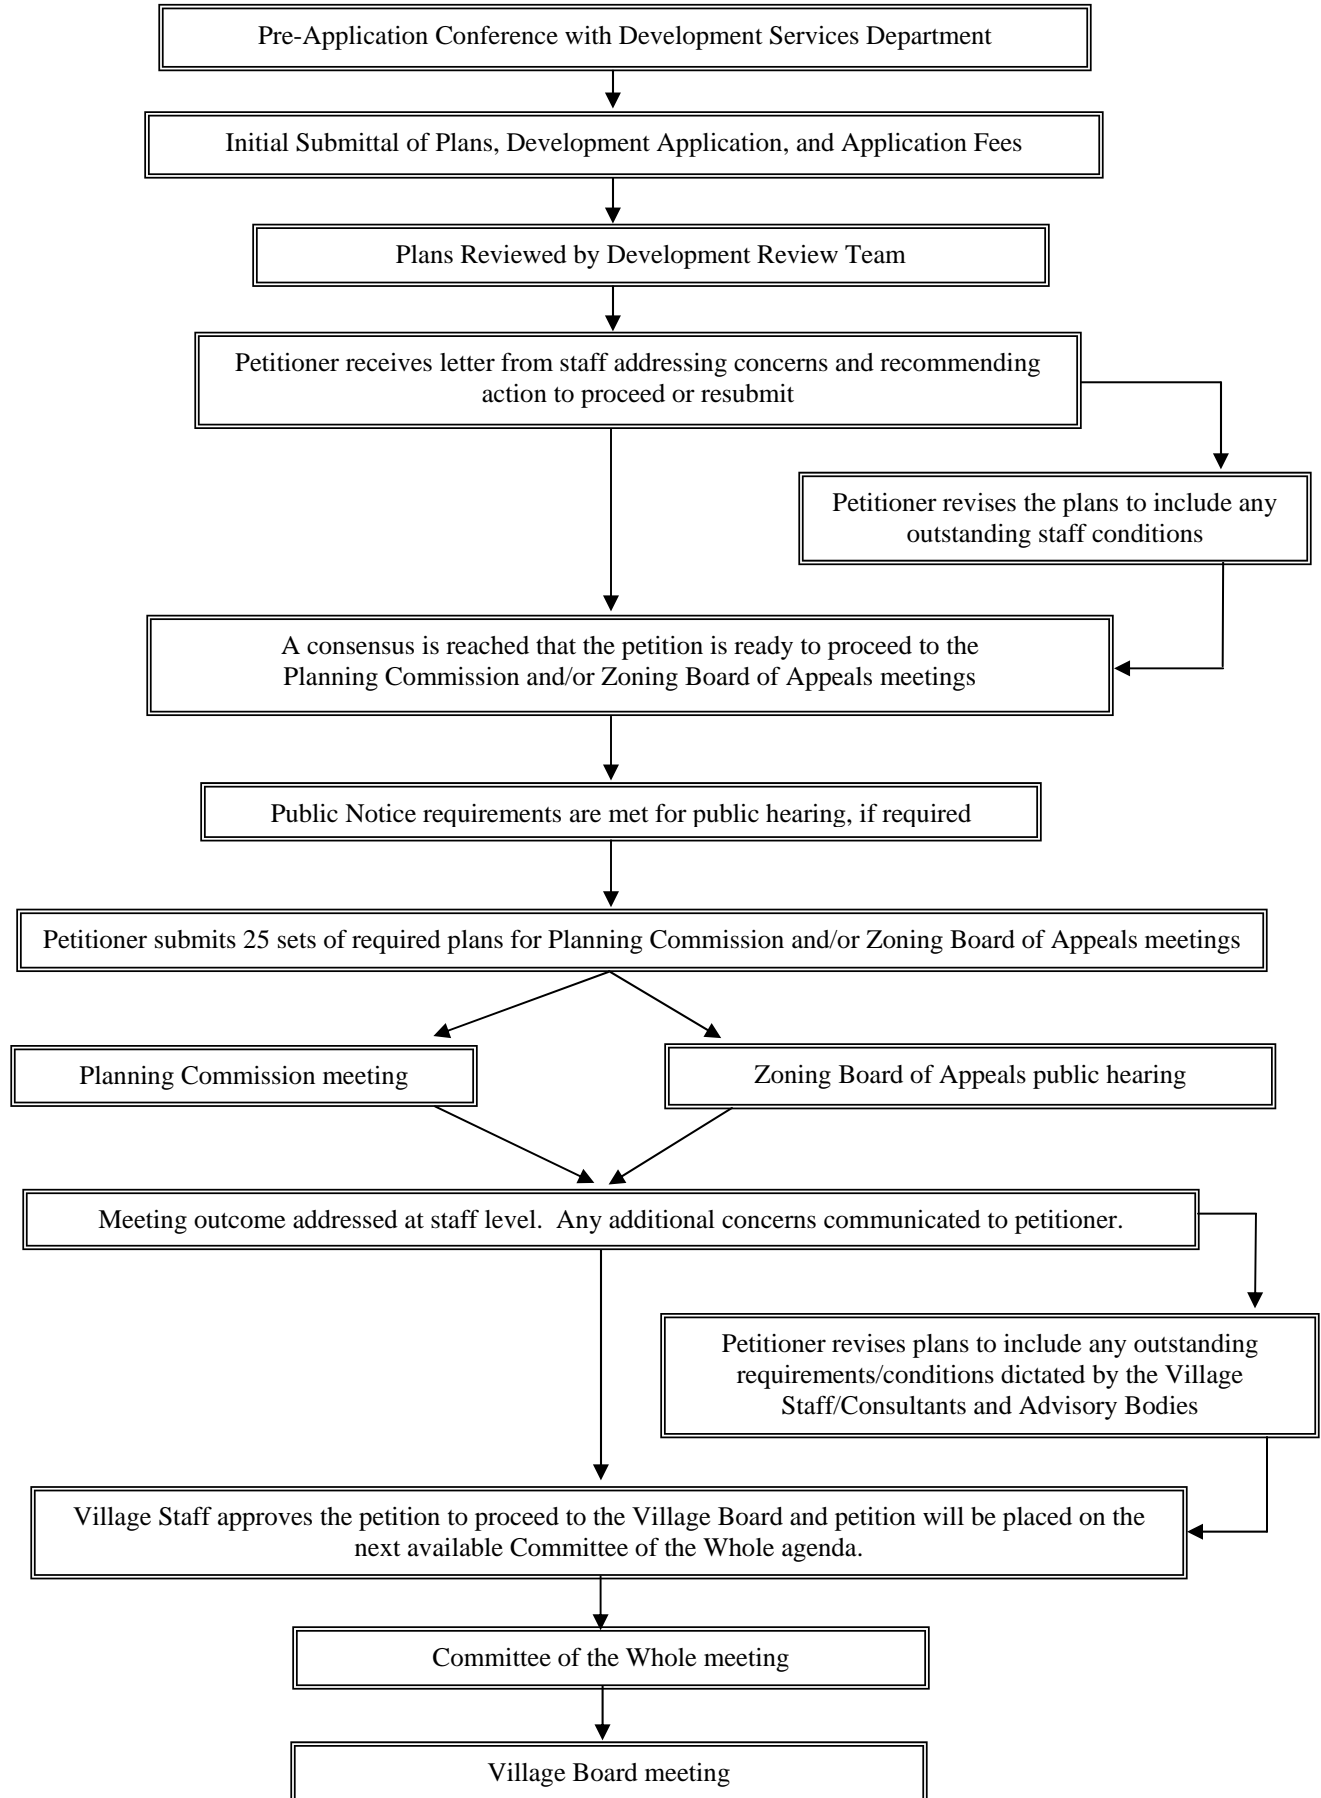 Pre-Application Conference with Development Services Department
Initial Submittal of Plans, Development Application, and Application Fees
Plans Reviewed by Development Review Team
Petitioner receives letter from staff addressing concerns and recommending
action to proceed or resubmit
Petitioner revises the plans to include any
outstanding staff conditions
A consensus is reached that the petition is ready to proceed to the
Planning Commission and/or Zoning Board of Appeals meetings
Public Notice requirements are met for public hearing, if required
Petitioner submits 25 sets of required plans for Planning Commission and/or Zoning Board of Appeals meetings
Planning Commission meeting
Zoning Board of Appeals public hearing
Meeting outcome addressed at staff level.  Any additional concerns communicated to petitioner.
Petitioner revises plans to include any outstanding
requirements/conditions dictated by the Village
Staff/Consultants and Advisory Bodies
Village Staff approves the petition to proceed to the Village Board and petition will be placed on the
next available Committee of the Whole agenda.
Committee of the Whole meeting
Village Board meeting